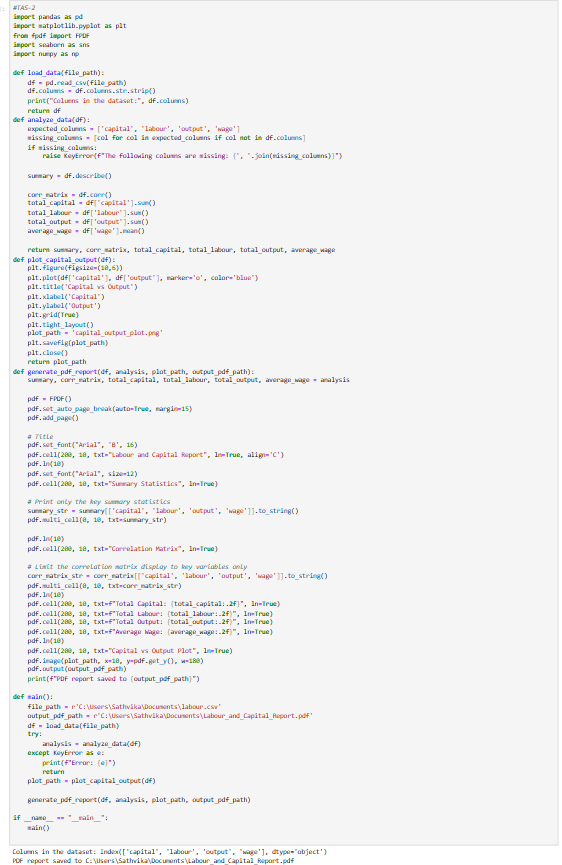 #TAS-2
import pandas as pd
import matplotlib.pyplot as plt
from fpdf import FPDF
import seaborn as sns
import numpy as np

def load_data(file_path):
    df = pd.read_csv(file_path)
    df.columns = df.columns.str.strip()
    print("Columns in the dataset:", df.columns)
    return df
def analyze_data(df):
    expected_columns = ['capital', 'labour', 'output', 'wage']
    missing_columns = [col for col in expected_columns if col not in df.columns]
    if missing_columns:
        raise KeyError(f"The following columns are missing: {', '.join(missing_columns)}")

    summary = df.describe()

    corr_matrix = df.corr()
    total_capital = df['capital'].sum()
    total_labour = df['labour'].sum()
    total_output = df['output'].sum()
    average_wage = df['wage'].mean()

    return summary, corr_matrix, total_capital, total_labour, total_output, average_wage
def plot_capital_output(df):
    plt.figure(figsize=(10,6))
    plt.plot(df['capital'], df['output'], marker='o', color='blue')
    plt.title('Capital vs Output')
    plt.xlabel('Capital')
    plt.ylabel('Output')
    plt.grid(True)
    plt.tight_layout()
    plot_path = 'capital_output_plot.png'
    plt.savefig(plot_path)
    plt.close()
    return plot_path
def generate_pdf_report(df, analysis, plot_path, output_pdf_path):
    summary, corr_matrix, total_capital, total_labour, total_output, average_wage = analysis

    pdf = FPDF()
    pdf.set_auto_page_break(auto=True, margin=15)
    pdf.add_page()

    # Title
    pdf.set_font("Arial", 'B', 16)
    pdf.cell(200, 10, txt="Labour and Capital Report", ln=True, align='C')
    pdf.ln(10)
    pdf.set_font("Arial", size=12)
    pdf.cell(200, 10, txt="Summary Statistics", ln=True)

    # Print only the key summary statistics
    summary_str = summary[['capital', 'labour', 'output', 'wage']].to_string()
    pdf.multi_cell(0, 10, txt=summary_str)

    pdf.ln(10)
    pdf.cell(200, 10, txt="Correlation Matrix", ln=True)

    # Limit the correlation matrix display to key variables only
    corr_matrix_str = corr_matrix[['capital', 'labour', 'output', 'wage']].to_string()
    pdf.multi_cell(0, 10, txt=corr_matrix_str)
    pdf.ln(10)
    pdf.cell(200, 10, txt=f"Total Capital: {total_capital:.2f}", ln=True)
    pdf.cell(200, 10, txt=f"Total Labour: {total_labour:.2f}", ln=True)
    pdf.cell(200, 10, txt=f"Total Output: {total_output:.2f}", ln=True)
    pdf.cell(200, 10, txt=f"Average Wage: {average_wage:.2f}", ln=True)
    pdf.ln(10)
    pdf.cell(200, 10, txt="Capital vs Output Plot", ln=True)
    pdf.image(plot_path, x=10, y=pdf.get_y(), w=180)
    pdf.output(output_pdf_path)
    print(f"PDF report saved to {output_pdf_path}")

def main():
    file_path = r'C:\Users\Sathvika\Documents\labour.csv'
    output_pdf_path = r'C:\Users\Sathvika\Documents\Labour_and_Capital_Report.pdf'
    df = load_data(file_path)
    try:
        analysis = analyze_data(df)
    except KeyError as e:
        print(f"Error: {e}")
        return
    plot_path = plot_capital_output(df)

    generate_pdf_report(df, analysis, plot_path, output_pdf_path)

if __name__ == "__main__":
    main()

Columns in the dataset: Index(['capital', 'labour', 'output', 'wage'], dtype='object')
PDF report saved to C:\Users\Sathvika\Documents\Labour_and_Capital_Report.pdf